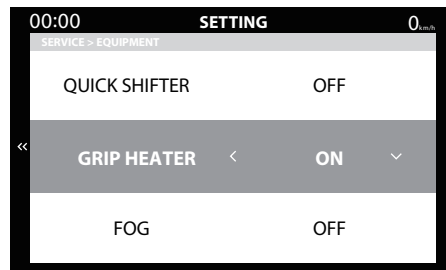 00:00 SETTING 0km/h
SERVICE > EQUIPMENT
QUICK SHIFTER OFF
« GRIP HEATER < ON ﹀
FOG OFF